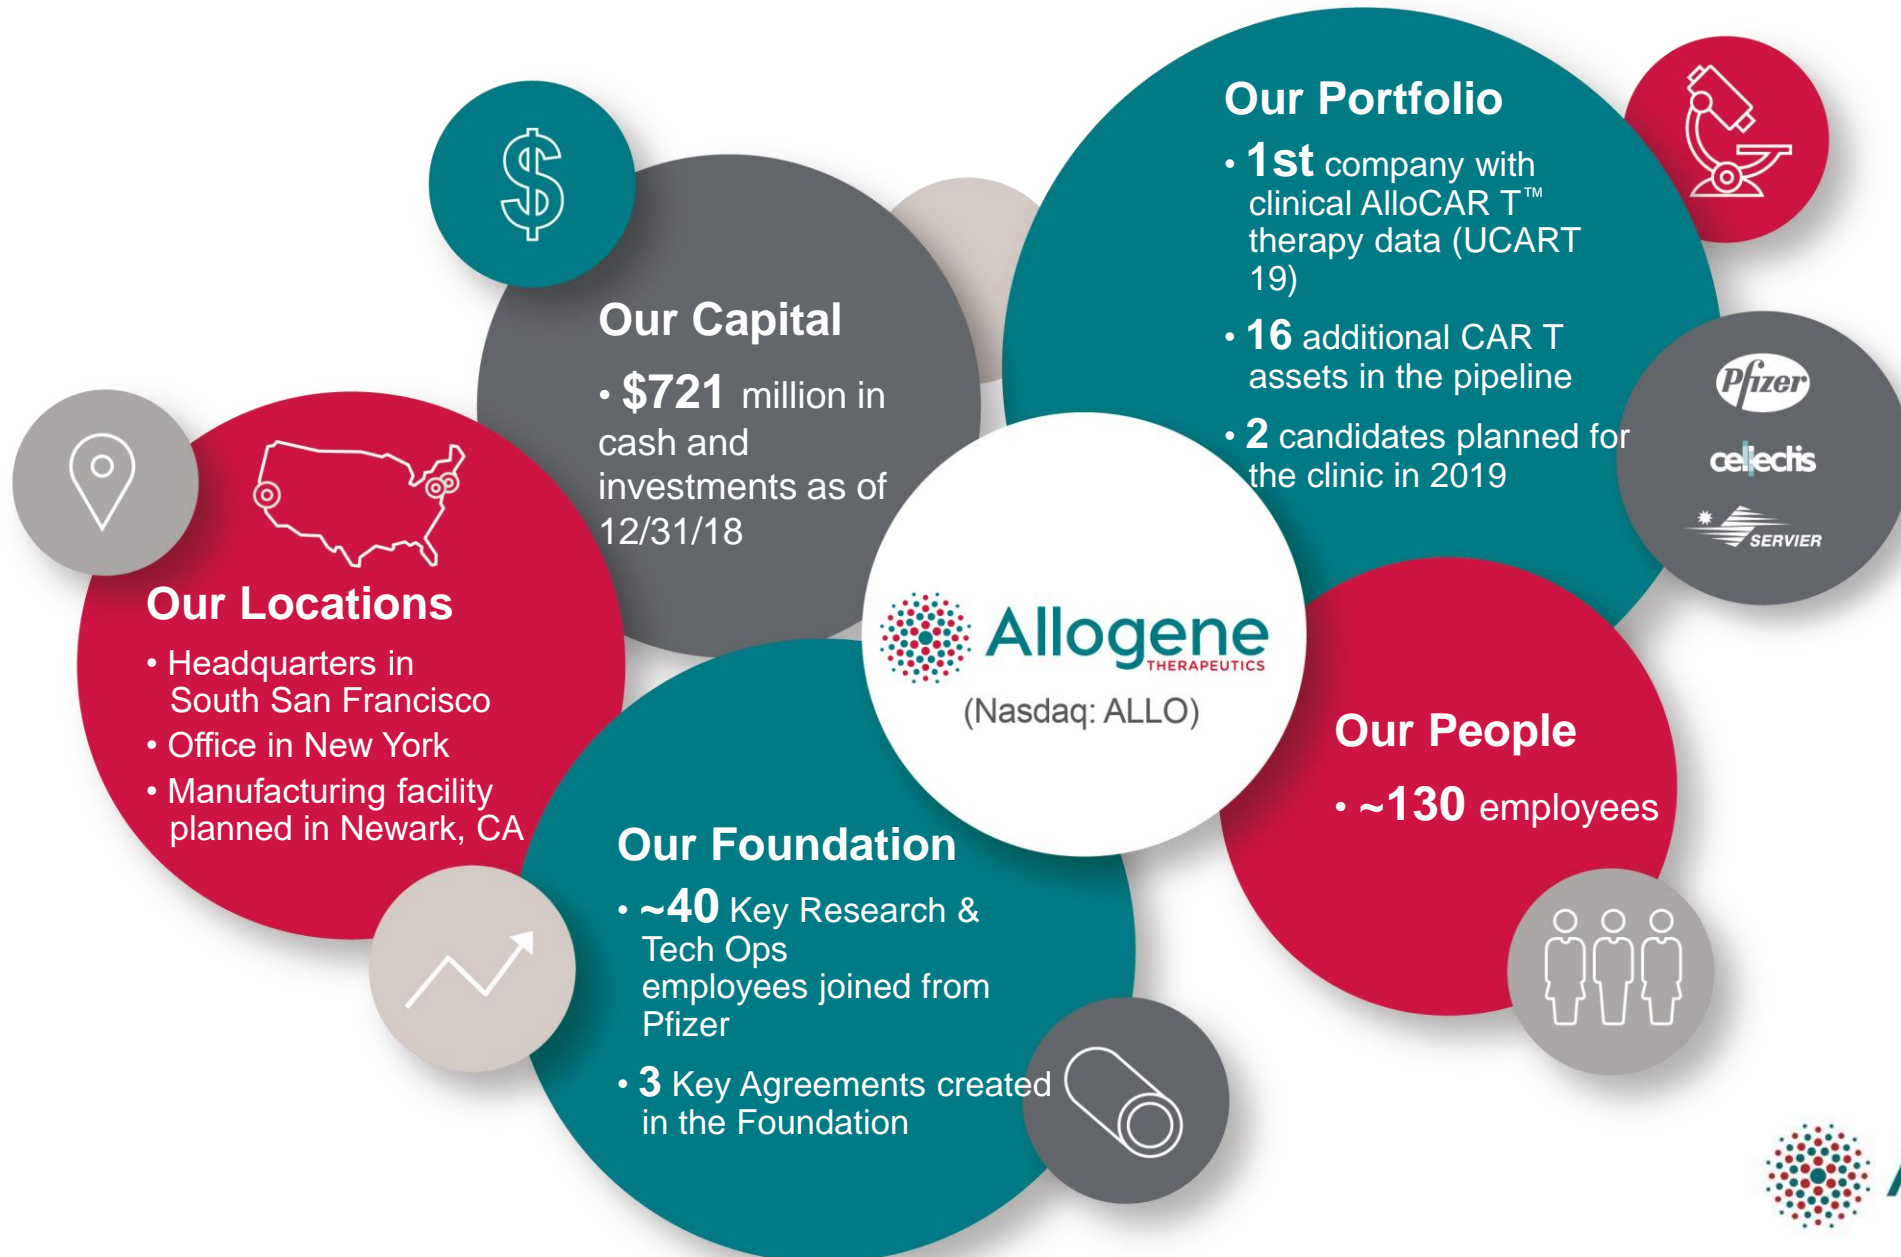 Our Portfolio
• 1st company with
clinical AlloCAR T™
therapy data (UCART
19)
• 16 additional CAR T
assets in the pipeline
• 2 candidates planned for
the clinic in 2019
Pfizer
cellectis
SERVIER
Our Capital
• $721 million in
cash and
investments as of
12/31/18
Our Locations
• Headquarters in
South San Francisco
• Office in New York
• Manufacturing facility
planned in Newark, CA
Allogene
THERAPEUTICS
(Nasdaq: ALLO)
Our People
• ~130 employees
Our Foundation
• ~40 Key Research &
Tech Ops
employees joined from
Pfizer
• 3 Key Agreements created
in the Foundation